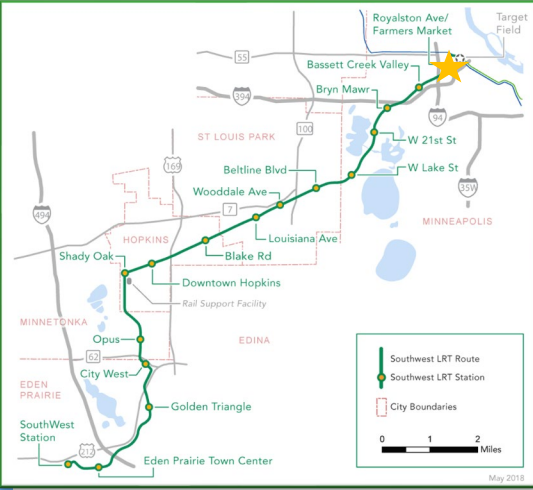 Royalston Ave/
Farmers Market
Target
Field
55
Bassett Creek Valley
Bryn Mawr
394
94
ST LOUIS PARK
100
W 21st St
169
Beltline Blvd
W Lake St
Wooddale Ave
35W
494
7
MINNEAPOLIS
HOPKINS
Louisiana Ave
Shady Oak
Blake Rd
Downtown Hopkins
Rail Support Facility
MINNETONKA
Opus
EDINA
62
City West
EDEN
PRAIRIE
Golden Triangle
SouthWest
Station
212
Eden Prairie Town Center
Southwest LRT Route
Southwest LRT Station
City Boundaries
0 1 2
Miles
May 2018